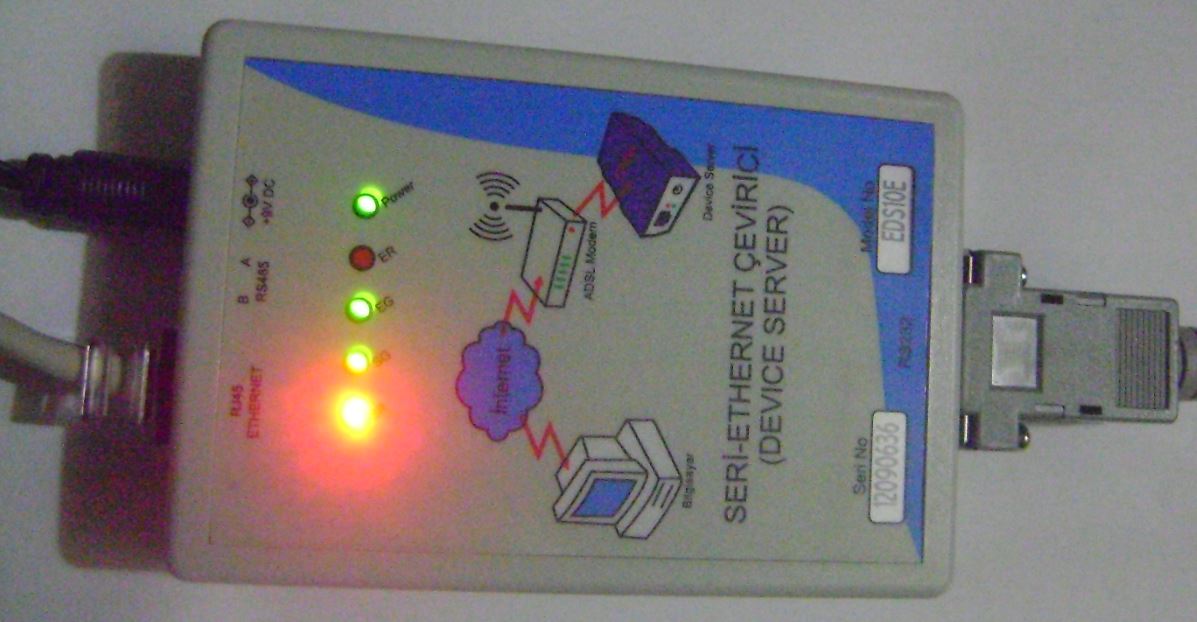 RJ45
ETHERNET
B A
RS485
+9V DC
SG
EG
ER
Power
Internet
ADSL Modem
Bilgisayar
Device Server
SERİ-ETHERNET ÇEVİRİCİ
(DEVICE SERVER)
Seri No
12090636
Model No
EDS10E
RS232